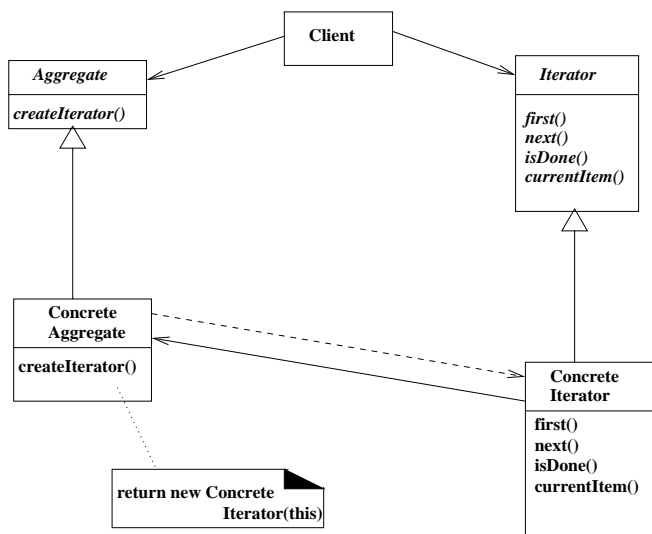 Client
Aggregate
createIterator()
Iterator
first()
next()
isDone()
currentItem()
Concrete
Aggregate
createIterator()
Concrete
Iterator
first()
next()
isDone()
currentItem()
return new Concrete
Iterator(this)